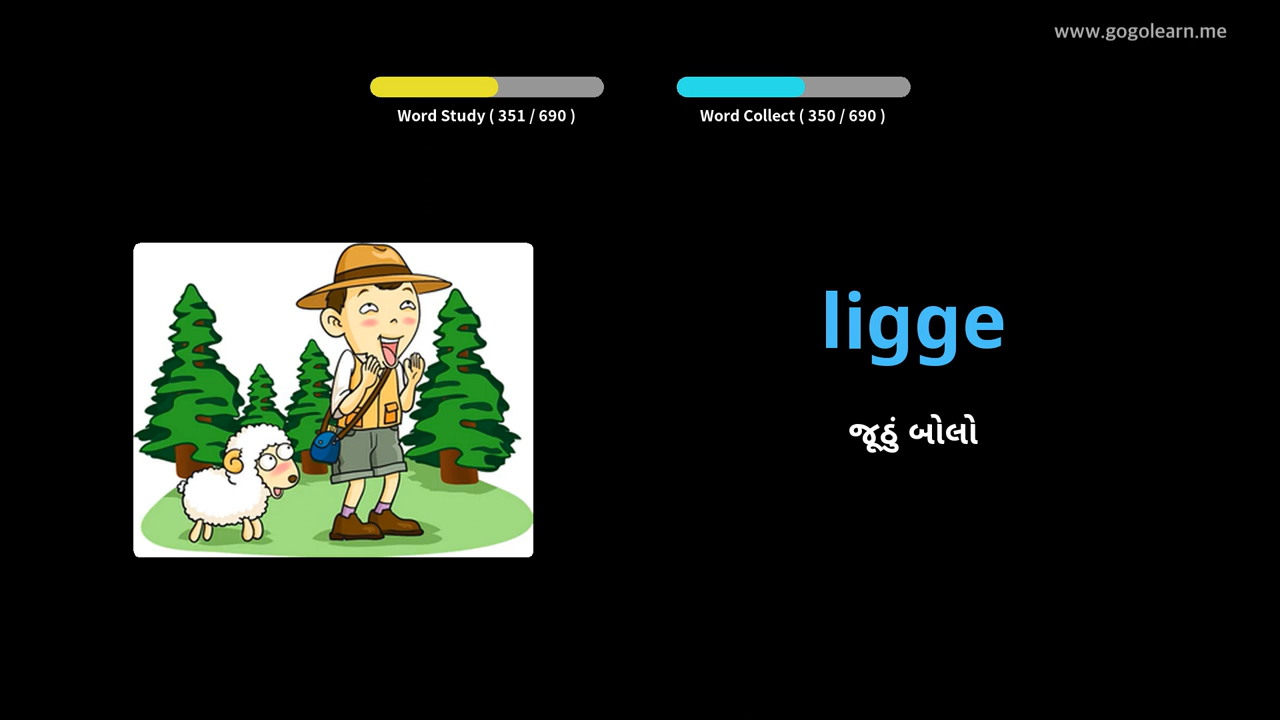 www.gogolearn.me
Word Study ( 351 / 690 )
Word Collect ( 350 / 690 )
ligge
જૂઠું બોલો